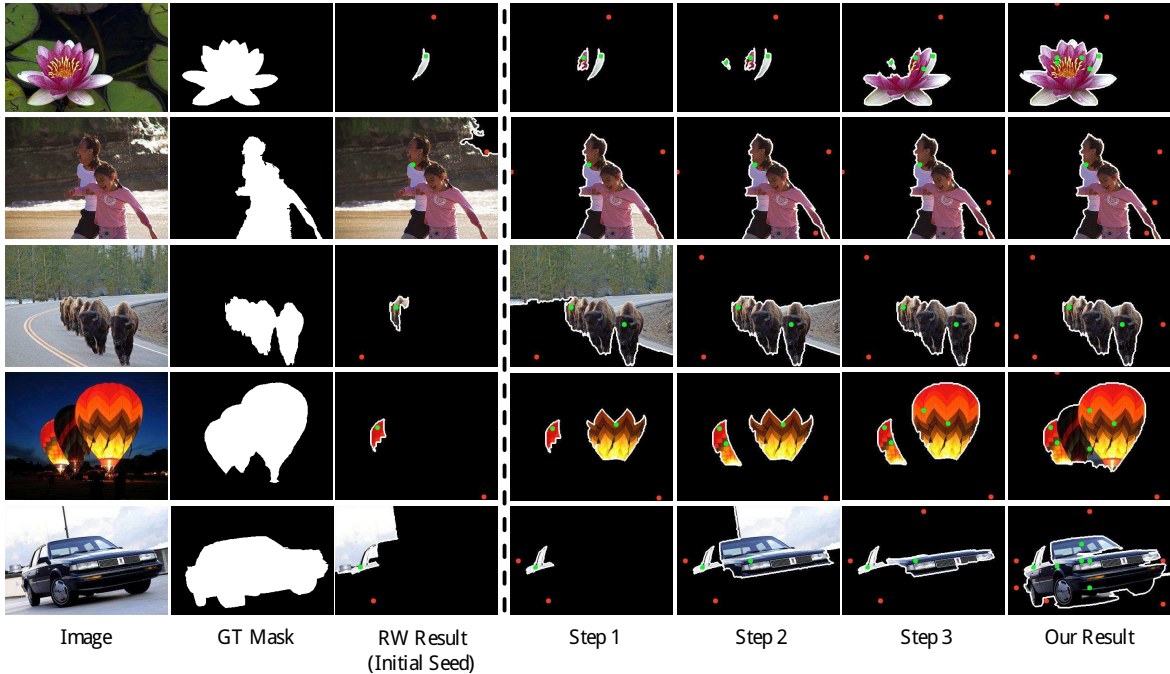 Image
GT Mask
RW Result
(Initial Seed)
Step 1
Step 2
Step 3
Our Result